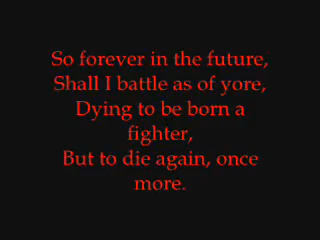 So forever in the future,
Shall I battle as of yore,
Dying to be born a
fighter,
But to die again, once
more.